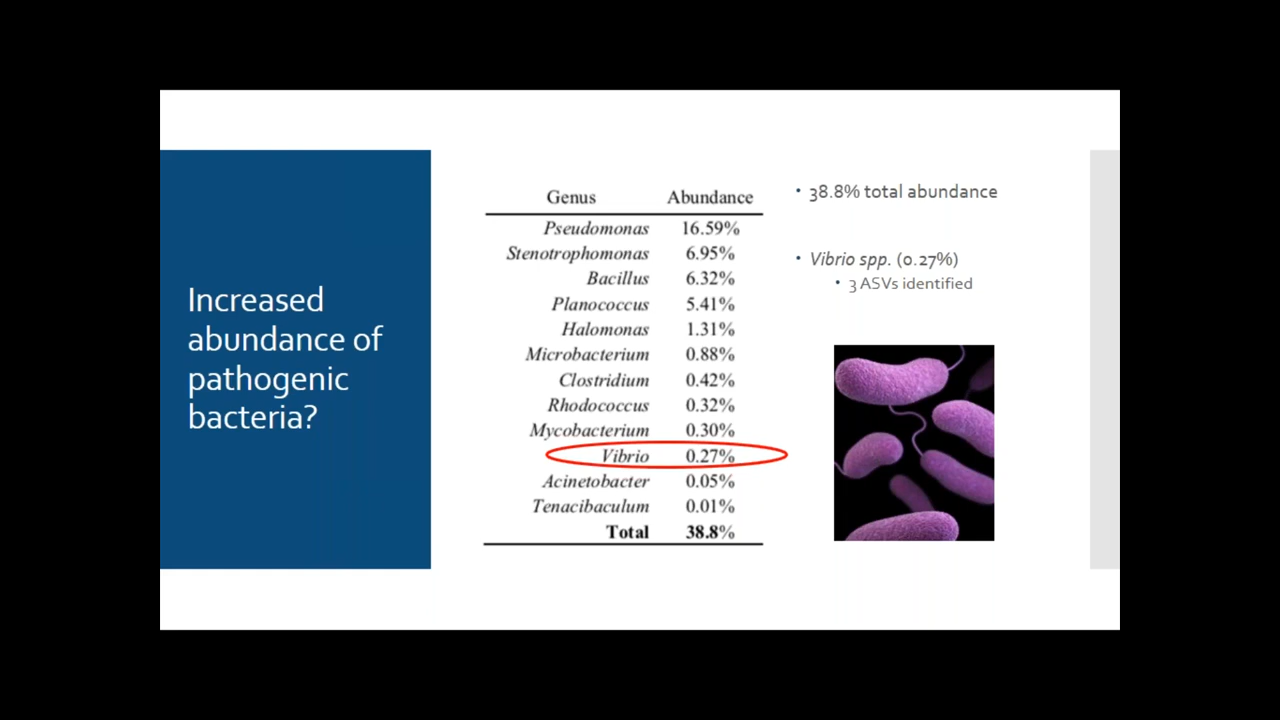 Increased
abundance of
pathogenic
bacteria?
Genus Abundance
Pseudomonas 16.59%
Stenotrophomonas 6.95%
Bacillus 6.32%
Planococcus 5.41%
Halomonas 1.31%
Microbacterium 0.88%
Clostridium 0.42%
Rhodococcus 0.32%
Mycobacterium 0.30%
Vibrio 0.27%
Acinetobacter 0.05%
Tenacibaculum 0.01%
Total 38.8%
• 38.8% total abundance
• Vibrio spp. (0.27%)
• 3 ASVs identified